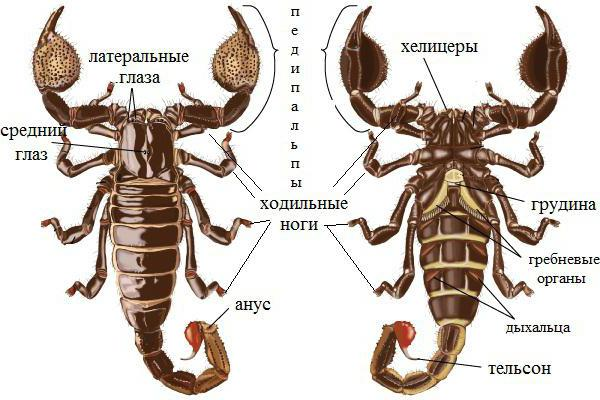 латеральные
глаза
средний
глаз
педипальпы
хелицеры
ходильные
ноги
грудина
гребневые
органы
анус
дыхальца
тельсон